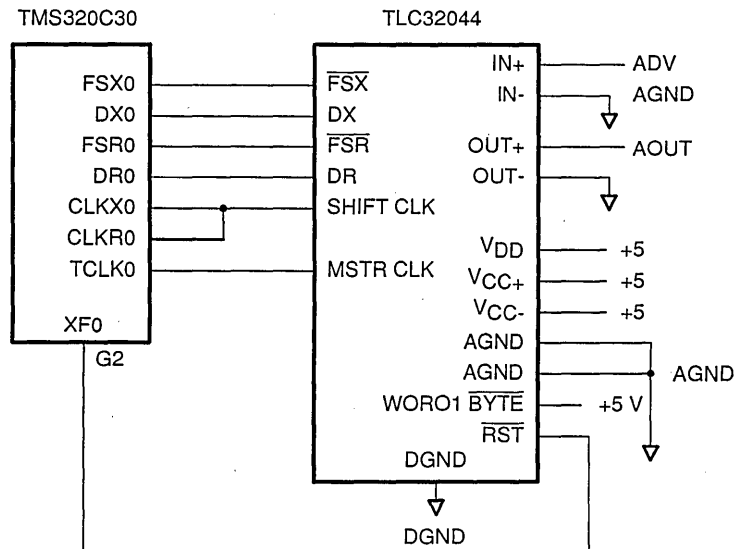 TMS320C30
TLC32044
FSX0
DX0
FSR0
DR0
CLKX0
CLKR0
TCLK0
XF0
G2
FSX
DX
FSR
DR
SHIFT CLK
MSTR CLK
IN+
IN-
OUT+
OUT-
VDD
VCC+
VCC-
AGND
AGND
WORO1 BYTE
RST
DGND
ADV
AGND
AOUT
+5
+5
+5
AGND
+5 V
DGND